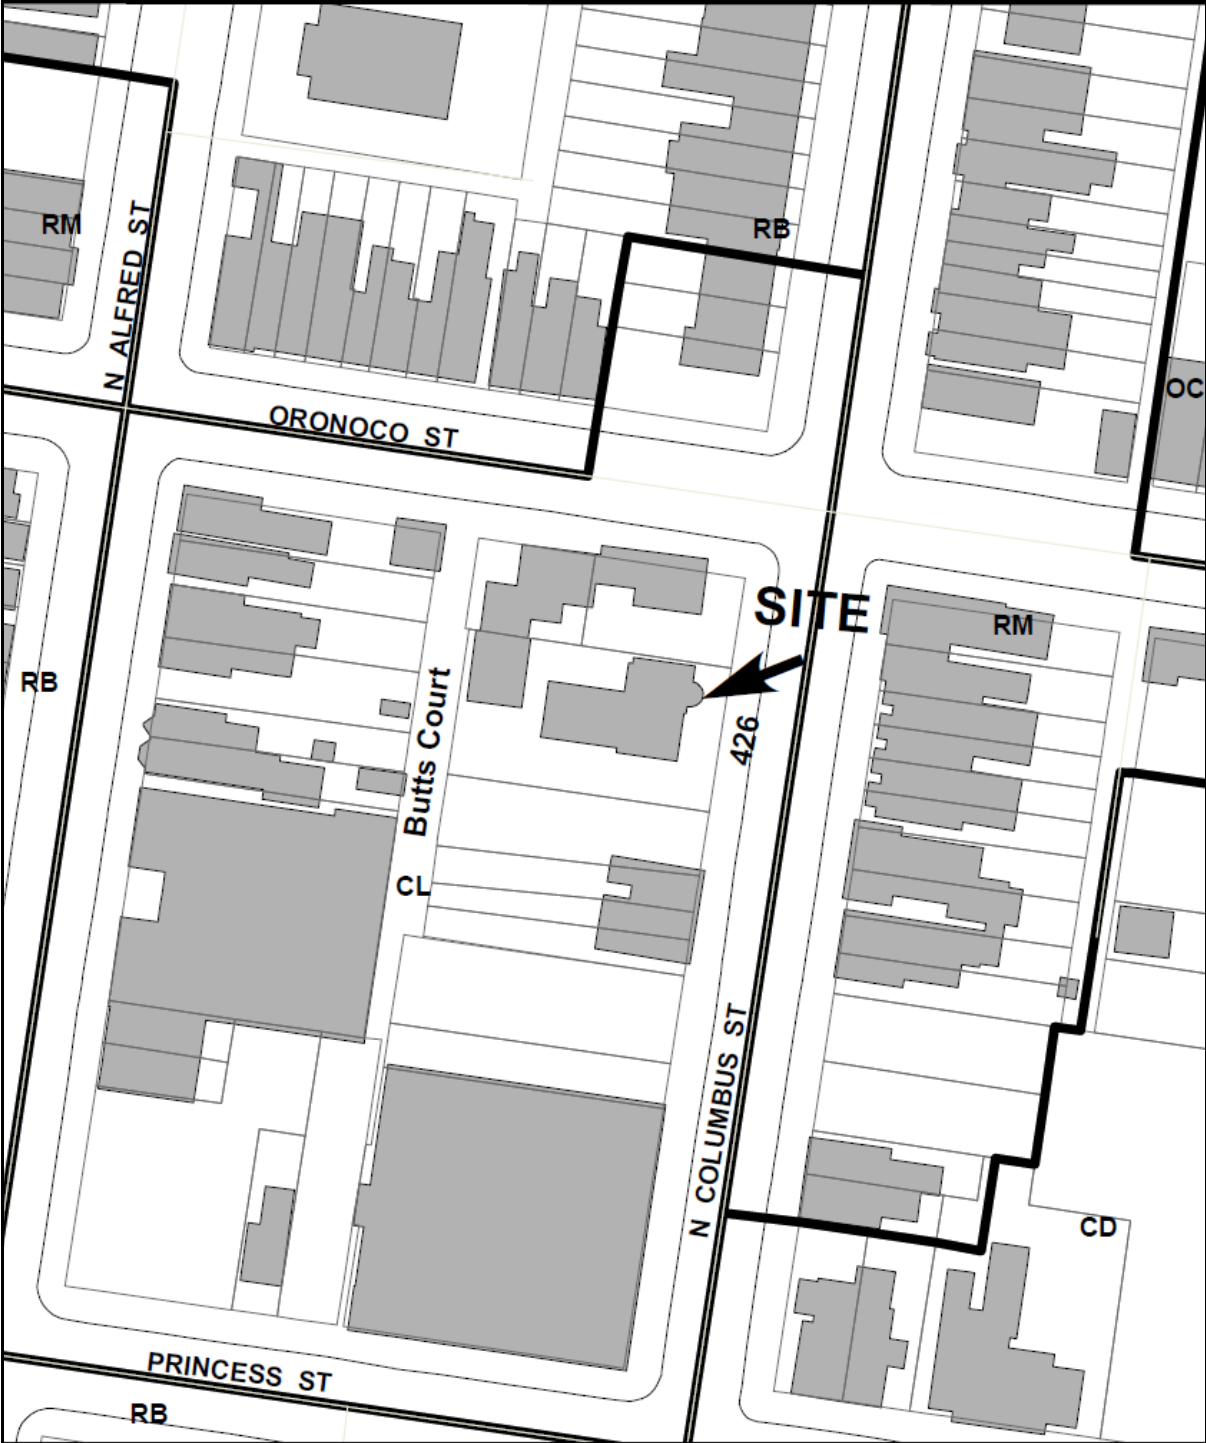 RM
N ALFRED ST
RB
OC
ORONOCO ST
SITE
RM
RB
Butts Court
426
CL
N COLUMBUS ST
CD
PRINCESS ST
RB